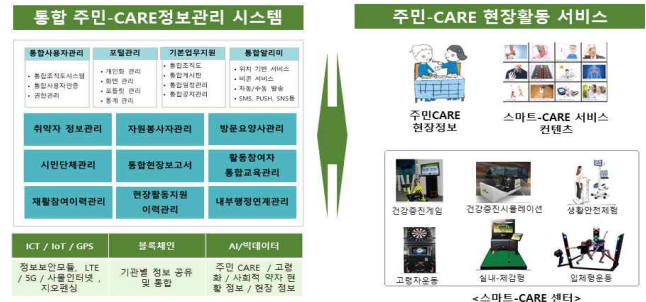 통합 주민-CARE정보관리 시스템
통합사용자관리
• 통합조직도시스템
• 통합사용자인증
• 권한관리
포털관리
• 개인화 관리
• 화면 관리
• 포틀릿 관리
• 통계 관리
기본업무지원
• 통합조직도
• 통합게시판
• 통합일정관리
• 통합공지관리
통합알리미
• 위치 기반 서비스
• 비콘 서비스
• 자동/수동 발송
• SMS, PUSH, SNS톡
취약자 정보관리
자원봉사자관리
방문요양사관리
시민단체관리
통합현장보고서
활동참여자
통합교육관리
재활참여이력관리
현장활동지원
이력관리
내부행정연계관리
ICT / IoT / GPS
블록체인
AI/빅데이터
정보보안모듈, LTE
/ 5G / 사물인터넷 ,
지오펜싱
기관별 정보 공유
및 통합
주민 CARE / 고령
화 / 사회적 약자 현
황 정보 / 현장 정보
주민-CARE 현장활동 서비스
주민CARE
현장정보
스마트-CARE 서비스
컨텐츠
건강증진게임
건강증진시뮬레이션
생활안전체험
고령자운동
실내-체감형
입체형운동
<스마트-CARE 센터>